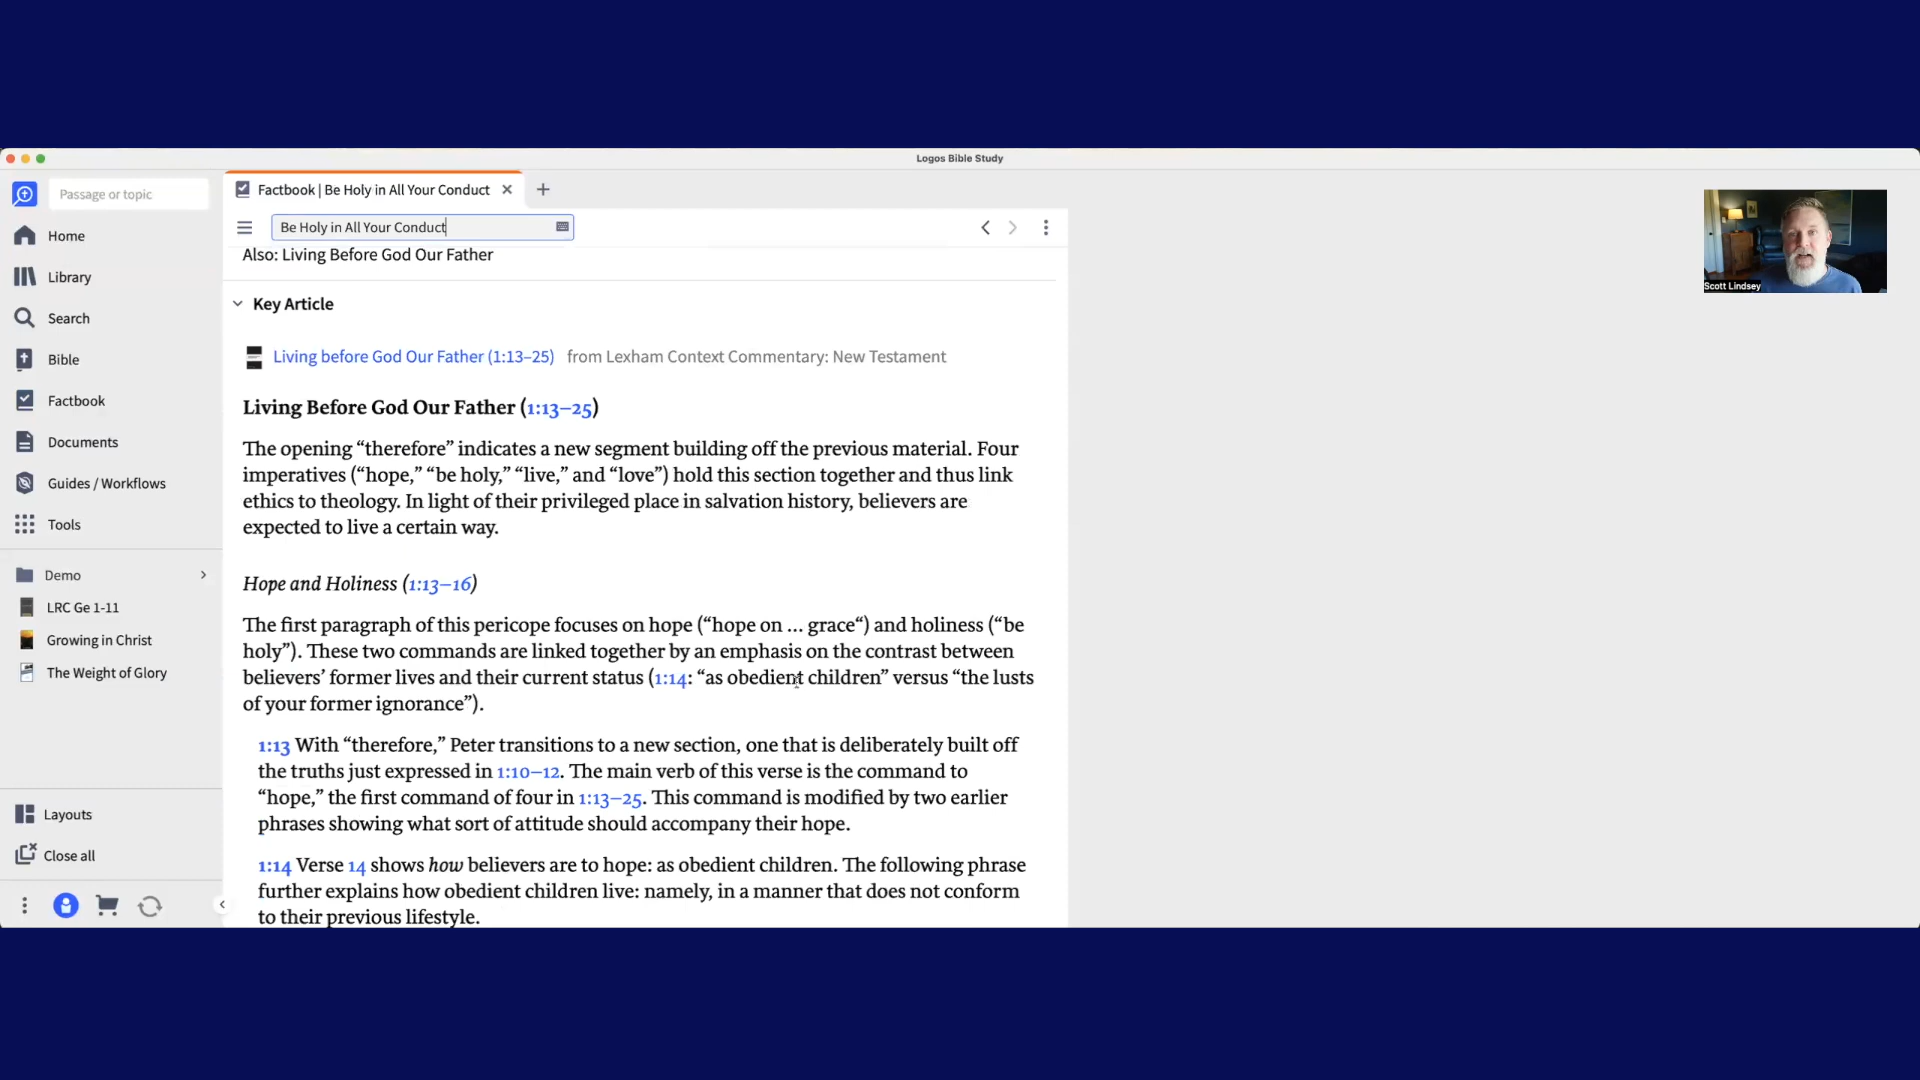 Logos Bible Study
Passage or topic
Home
Library
Search
Bible
Factbook
Documents
Guides / Workflows
Tools
Demo
LRC Ge 1-11
Growing in Christ
The Weight of Glory
Layouts
Close all
Factbook | Be Holy in All Your Conduct
Be Holy in All Your Conduct
Also: Living Before God Our Father
Key Article
Living before God Our Father (1:13–25) from Lexham Context Commentary: New Testament
Living Before God Our Father (1:13–25)
The opening “therefore” indicates a new segment building off the previous material. Four
imperatives (“hope,” “be holy,” “live,” and “love”) hold this section together and thus link
ethics to theology. In light of their privileged place in salvation history, believers are
expected to live a certain way.
Hope and Holiness (1:13–16)
The first paragraph of this pericope focuses on hope (“hope on … grace“) and holiness (“be
holy”). These two commands are linked together by an emphasis on the contrast between
believers’ former lives and their current status (1:14: “as obedient children” versus “the lusts
of your former ignorance”).
1:13 With “therefore,” Peter transitions to a new section, one that is deliberately built off
the truths just expressed in 1:10–12. The main verb of this verse is the command to
“hope,” the first command of four in 1:13–25. This command is modified by two earlier
phrases showing what sort of attitude should accompany their hope.
1:14 Verse 14 shows how believers are to hope: as obedient children. The following phrase
further explains how obedient children live: namely, in a manner that does not conform
to their previous lifestyle.
Scott Lindsey